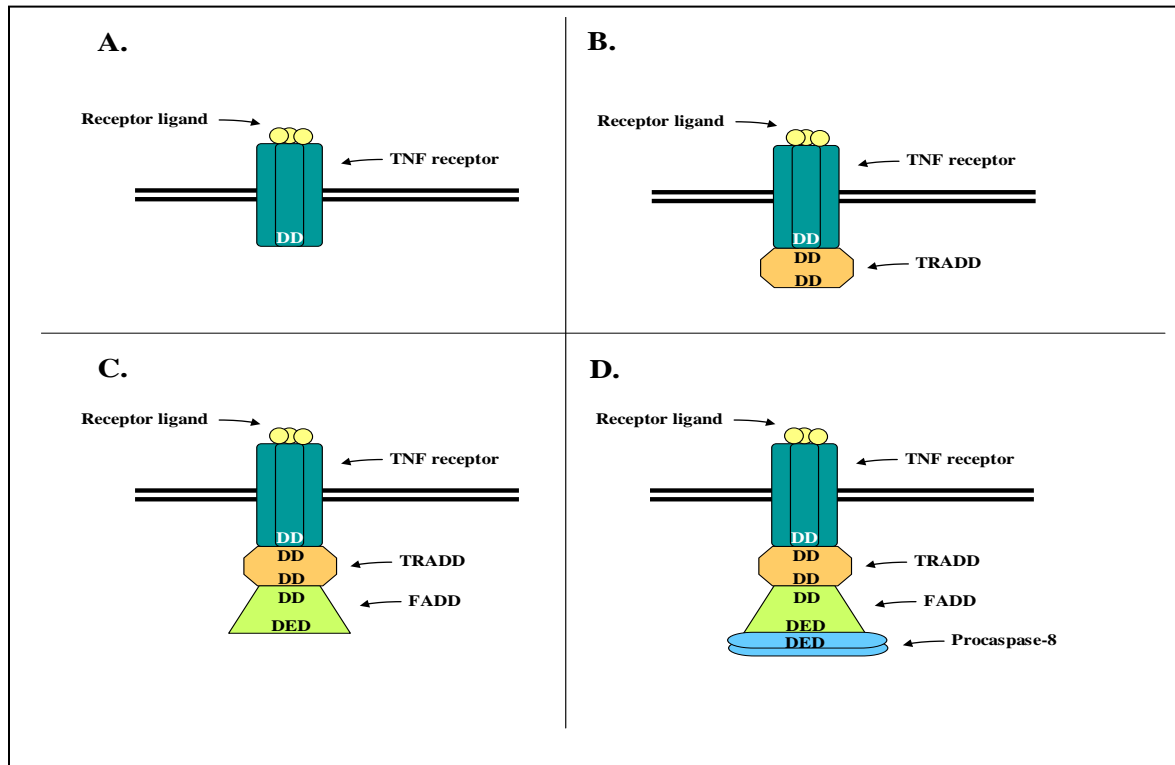 A.
Receptor ligand
TNF receptor
DD
B.
Receptor ligand
TNF receptor
DD
DD
DD
TRADD
C.
Receptor ligand
TNF receptor
DD
DD
DD
TRADD
DD
FADD
DED
D.
Receptor ligand
TNF receptor
DD
DD
DD
TRADD
DD
FADD
DED
DED
Procaspase-8